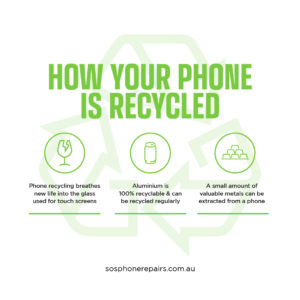 HOW YOUR PHONE
IS RECYCLED
Phone recycling breathes
new life into the glass
used for touch screens
Aluminium is
100% recyclable & can
be recycled regularly
A small amount of
valuable metals can be
extracted from a phone
sosphonerepairs.com.au